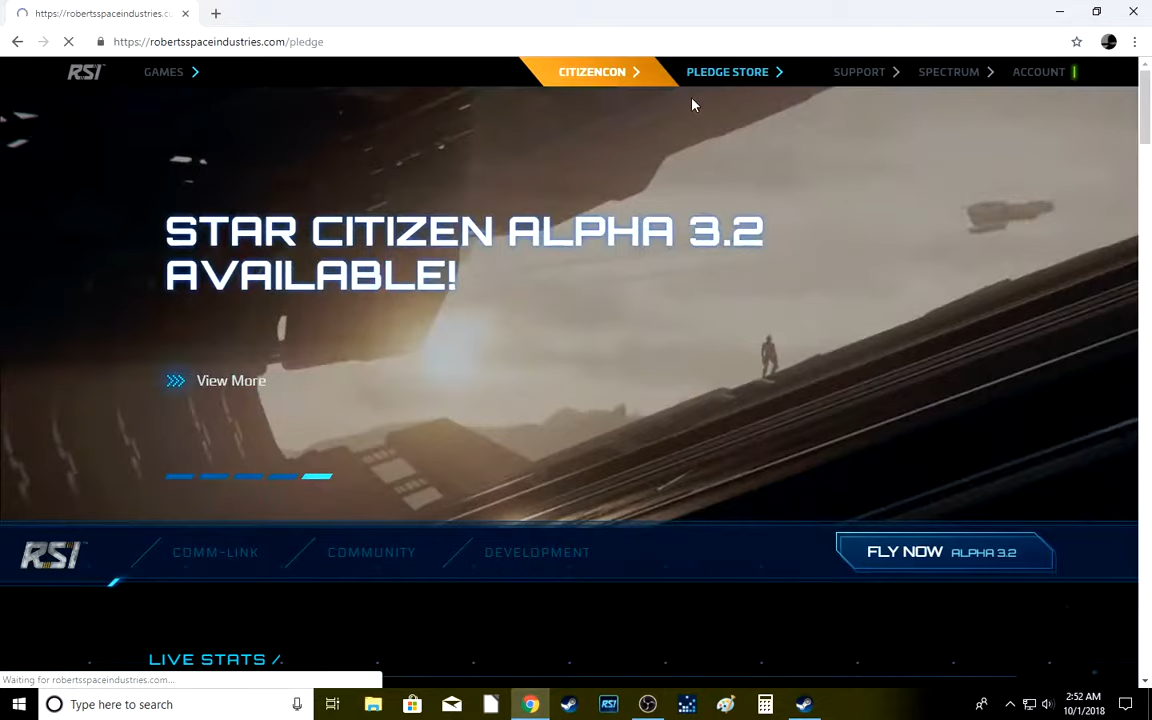 https://robertsspaceindustries.c
https://robertsspaceindustries.com/pledge
RSI
GAMES
CITIZENCON
PLEDGE STORE
SUPPORT
SPECTRUM
ACCOUNT
STAR CITIZEN ALPHA 3.2
AVAILABLE!
View More
RSI
COMM-LINK
COMMUNITY
DEVELOPMENT
FLY NOW ALPHA 3.2
LIVE STATS /
Waiting for robertsspaceindustries.com...
Type here to search
RSI
2:52 AM
10/1/2018